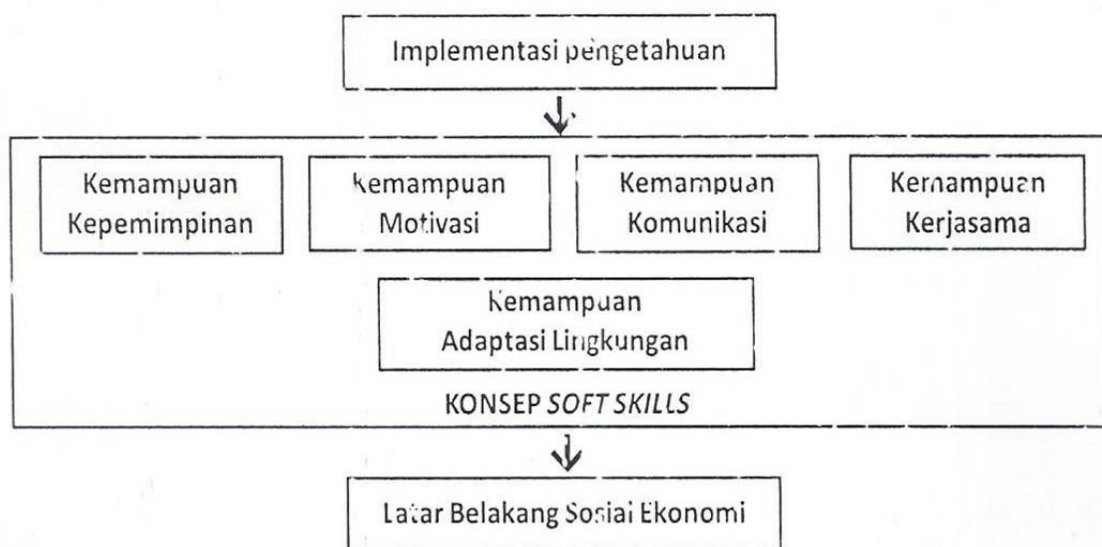 Implementasi pengetahuan
Kemampuan
Kepemimpinan
Kemampuan
Motivasi
Kemampuan
Komunikasi
Kemampuan
Kerjasama
Kemampuan
Adaptasi Lingkungan
KONSEP SOFT SKILLS
Latar Belakang Sosial Ekonomi